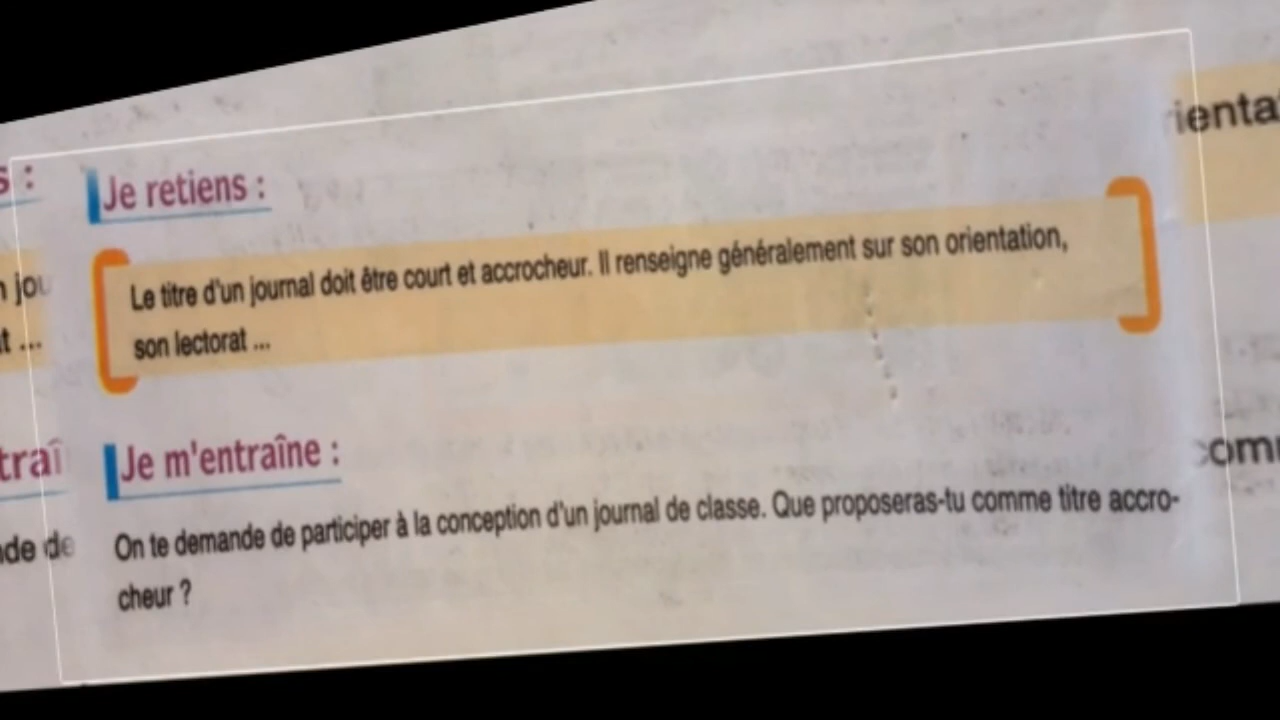 Je retiens :
Le titre d'un journal doit être court et accrocheur. Il renseigne généralement sur son orientation,
son lectorat ...
Je m'entraîne :
On te demande de participer à la conception d'un journal de classe. Que proposeras-tu comme titre accro-
cheur ?